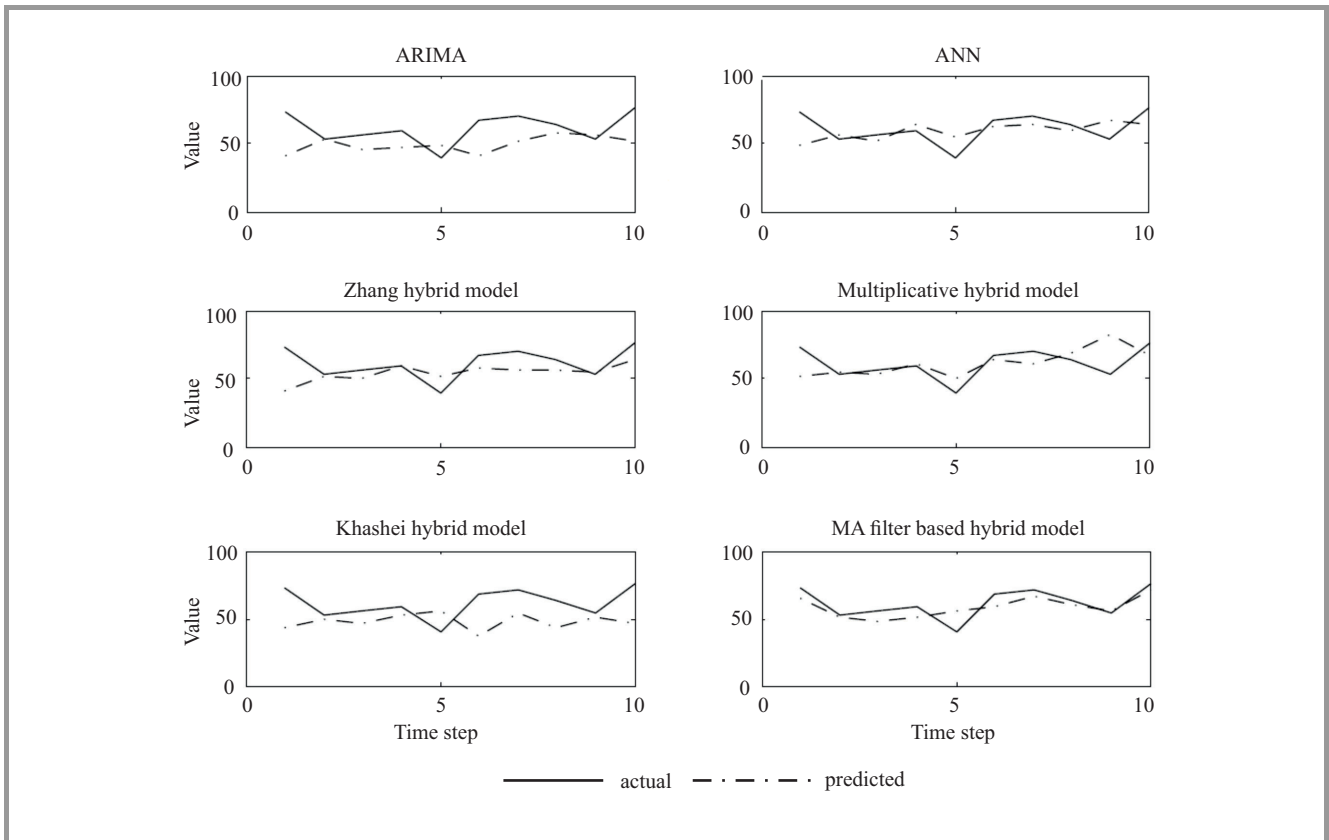 ARIMA
100
50
0
Value
0 5 10
ANN
100
50
0
0 5 10
Zhang hybrid model
100
50
0
Value
0 5 10
Multiplicative hybrid model
100
50
0
0 5 10
Khashei hybrid model
100
50
0
Value
0 5 10
Time step
MA filter based hybrid model
100
50
0
0 5 10
Time step
actual predicted